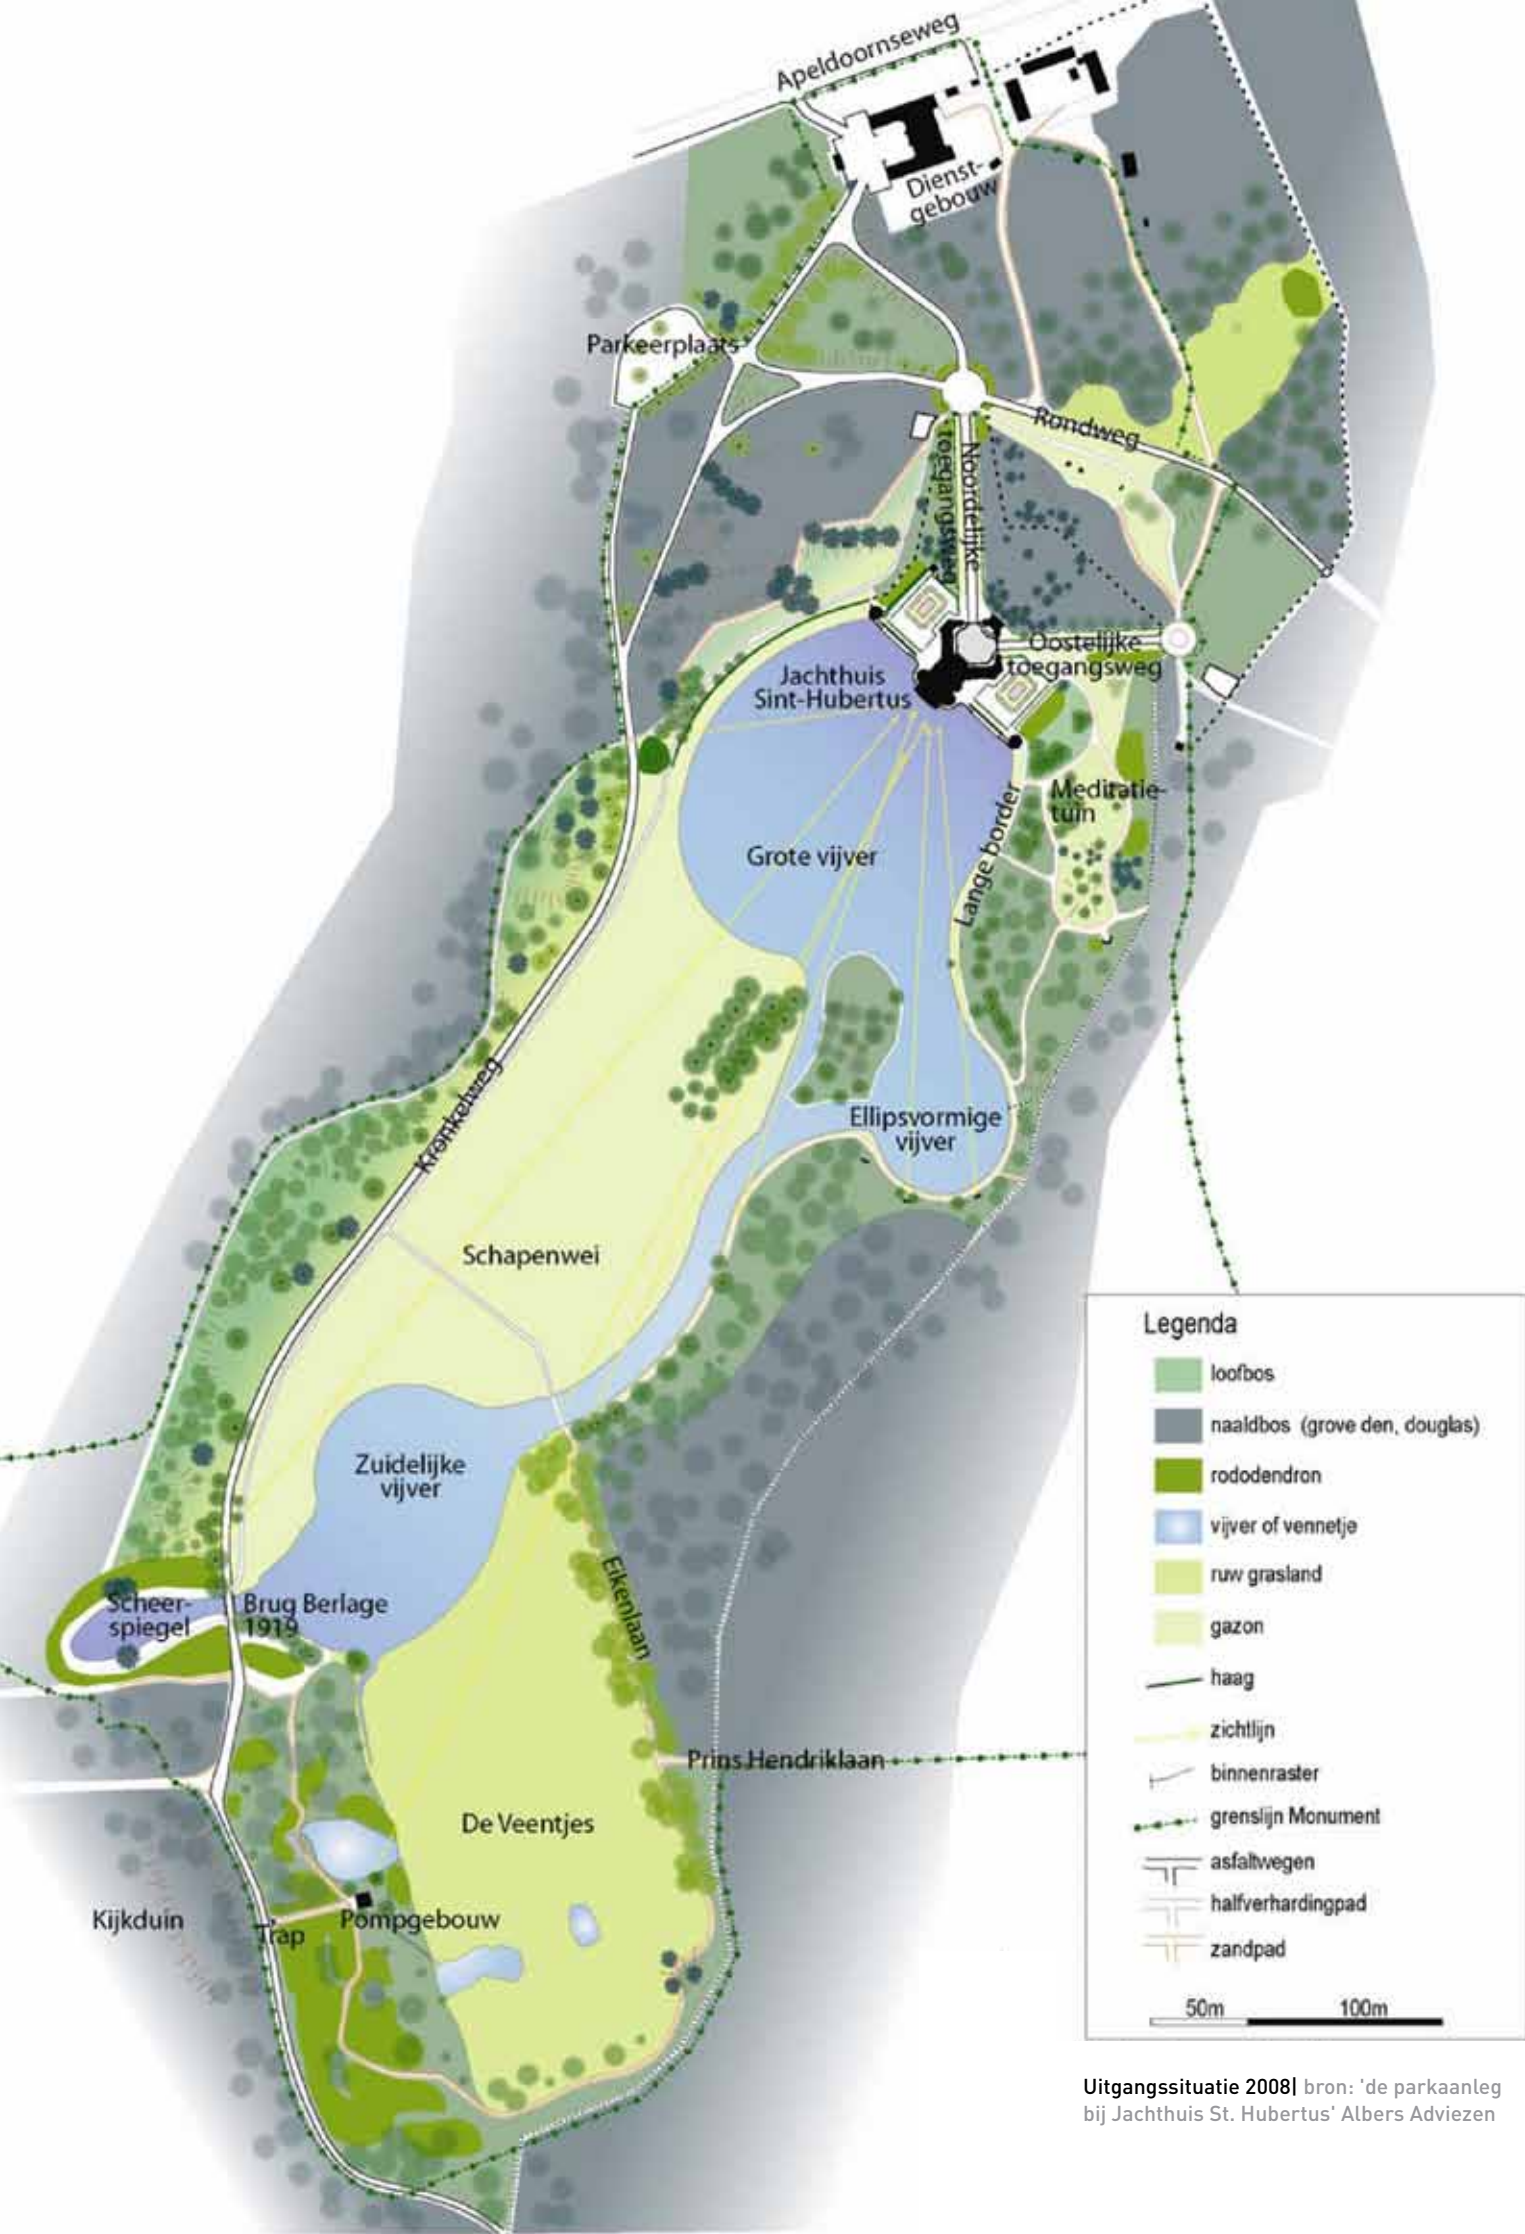 Apeldoornseweg
Dienst-
gebouw
Parkeerplaats
Rondweg
Noordelijke
toegangsweg
Oostelijke
toegangsweg
Jachthuis
Sint-Hubertus
Meditatie-
tuin
Lange border
Grote vijver
Ellipsvormige
vijver
Kronkelweg
Schapenwei
Zuidelijke
vijver
Scheer-
spiegel
Brug Berlage
1919
Eikenlaan
Prins Hendriklaan
De Veentjes
Kijkduin
Trap
Pompgebouw
Legenda
loofbos
naaldbos (grove den, douglas)
rododendron
vijver of vennetje
ruw grasland
gazon
haag
zichtlijn
binnenraster
grenslijn Monument
asfaltwegen
halfverhardingpad
zandpad
50m 100m
Uitgangssituatie 2008| bron: 'de parkaanleg
bij Jachthuis St. Hubertus' Albers Adviezen